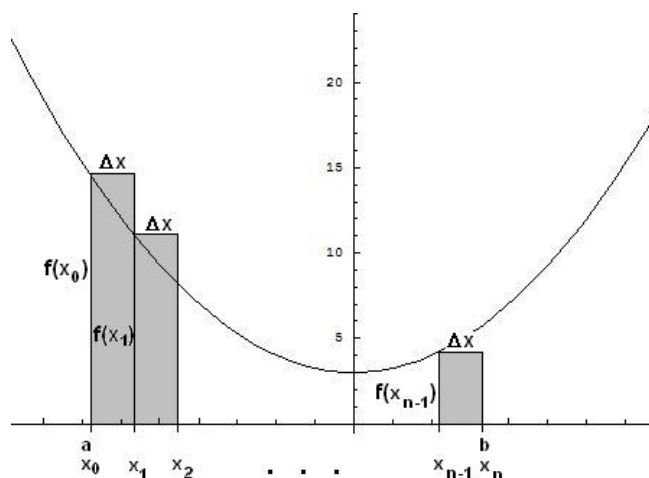 20
Δx
15
Δx
f(x₀)
10
f(x₁)
5
Δx
f(xₙ₋₁)
a b
x₀ x₁ x₂ . . . xₙ₋₁ xₙ